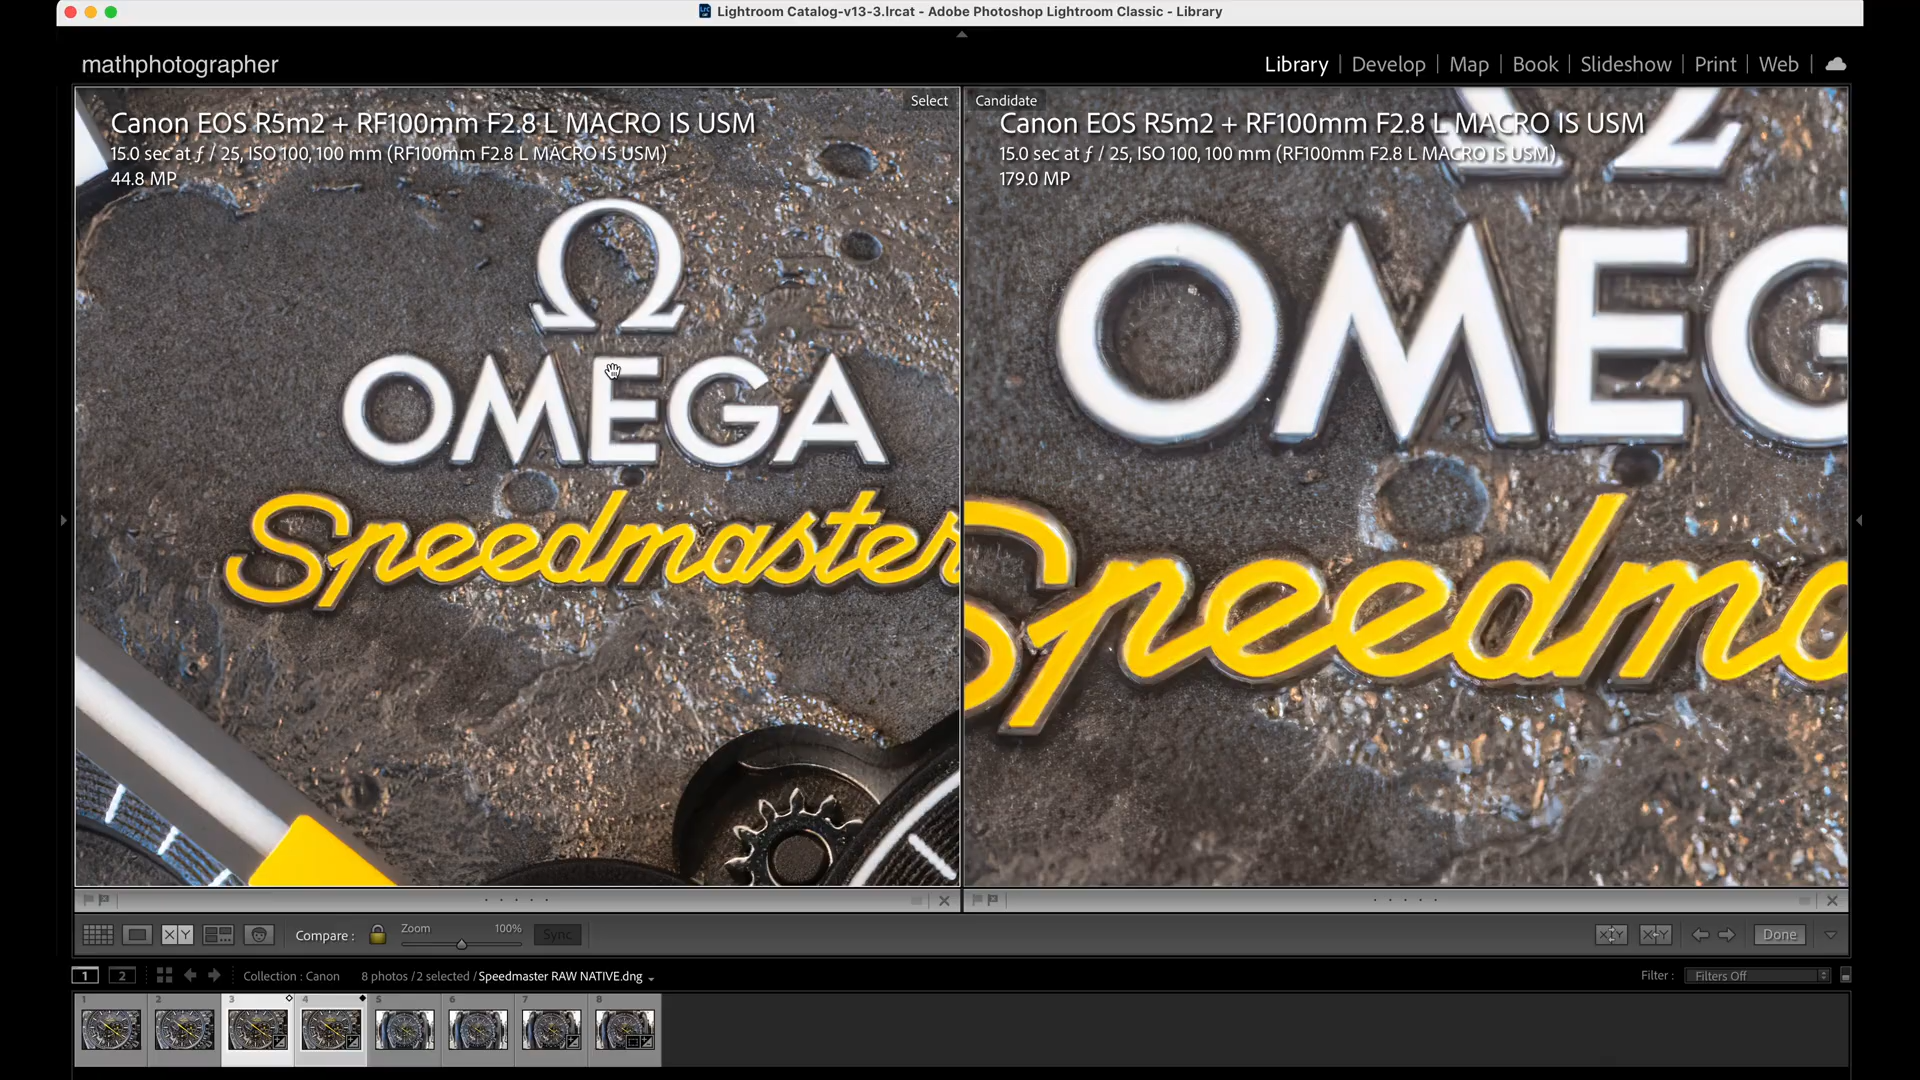 Lightroom Catalog-v13-3.lrcat - Adobe Photoshop Lightroom Classic - Library
mathphotographer
Library | Develop | Map | Book | Slideshow | Print | Web |
Select
Canon EOS R5m2 + RF100mm F2.8 L MACRO IS USM
15.0 sec at ƒ / 25, ISO 100, 100 mm (RF100mm F2.8 L MACRO IS USM)
44.8 MP
Ω
OMEGA
Speedmaster
Candidate
Canon EOS R5m2 + RF100mm F2.8 L MACRO IS USM
15.0 sec at ƒ / 25, ISO 100, 100 mm (RF100mm F2.8 L MACRO IS USM)
179.0 MP
Ω
OMEG
Speedma
X Y
Compare :
Zoom 100%
Sync
Done
1 2
Collection : Canon
8 photos / 2 selected / Speedmaster RAW NATIVE.dng
Filter :
Filters Off
1 2 3 4 5 6 7 8